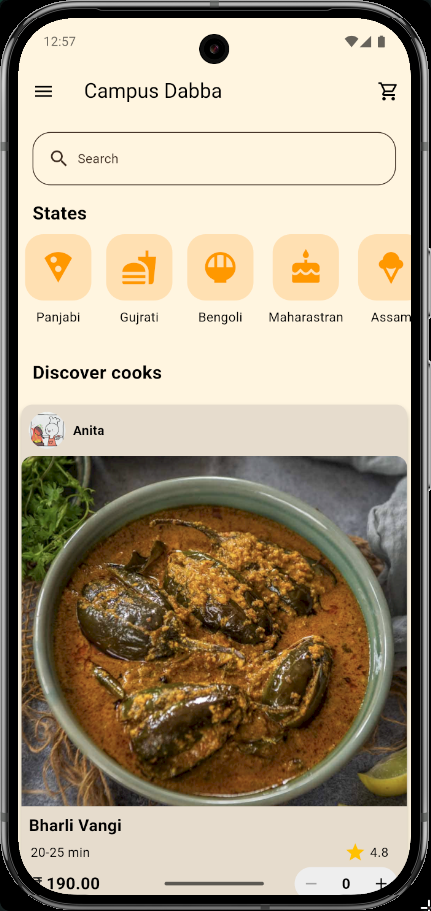 12:57
Campus Dabba
Search
States
Panjabi Gujrati Bengoli Maharastran Assam
Discover cooks
Anita
Bharli Vangi
20-25 min 4.8
₹ 190.00 − 0 +